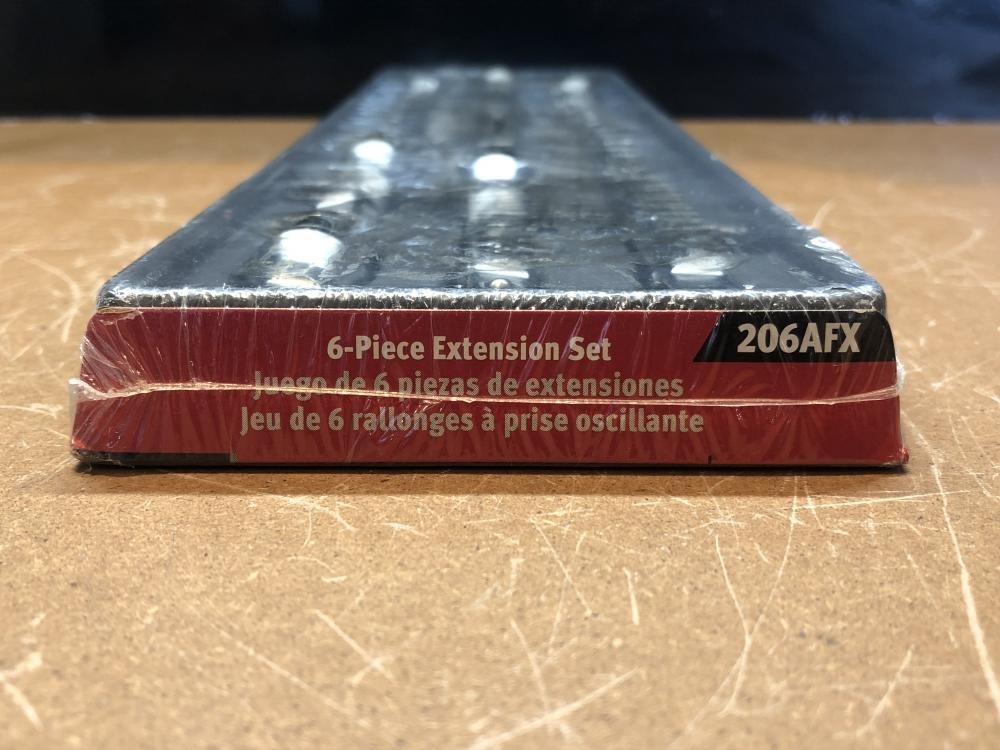 6-Piece Extension Set
206AFX
Juego de 6 piezas de extensiones
Jeu de 6 rallonges à prise oscillante